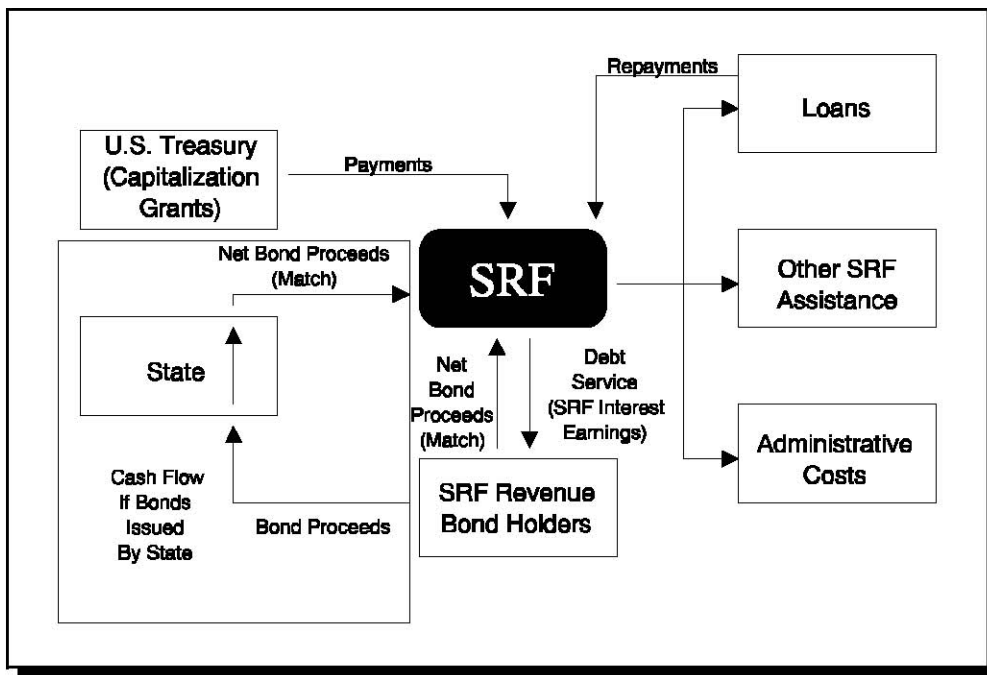 Repayments
Loans
U.S. Treasury
(Capitalization
Grants)
Payments
Net Bond Proceeds
(Match)
SRF
Other SRF
Assistance
State
Net
Bond
Proceeds
(Match)
Debt
Service
(SRF Interest
Earnings)
Administrative
Costs
Cash Flow
If Bonds
Issued
By State
Bond Proceeds
SRF Revenue
Bond Holders